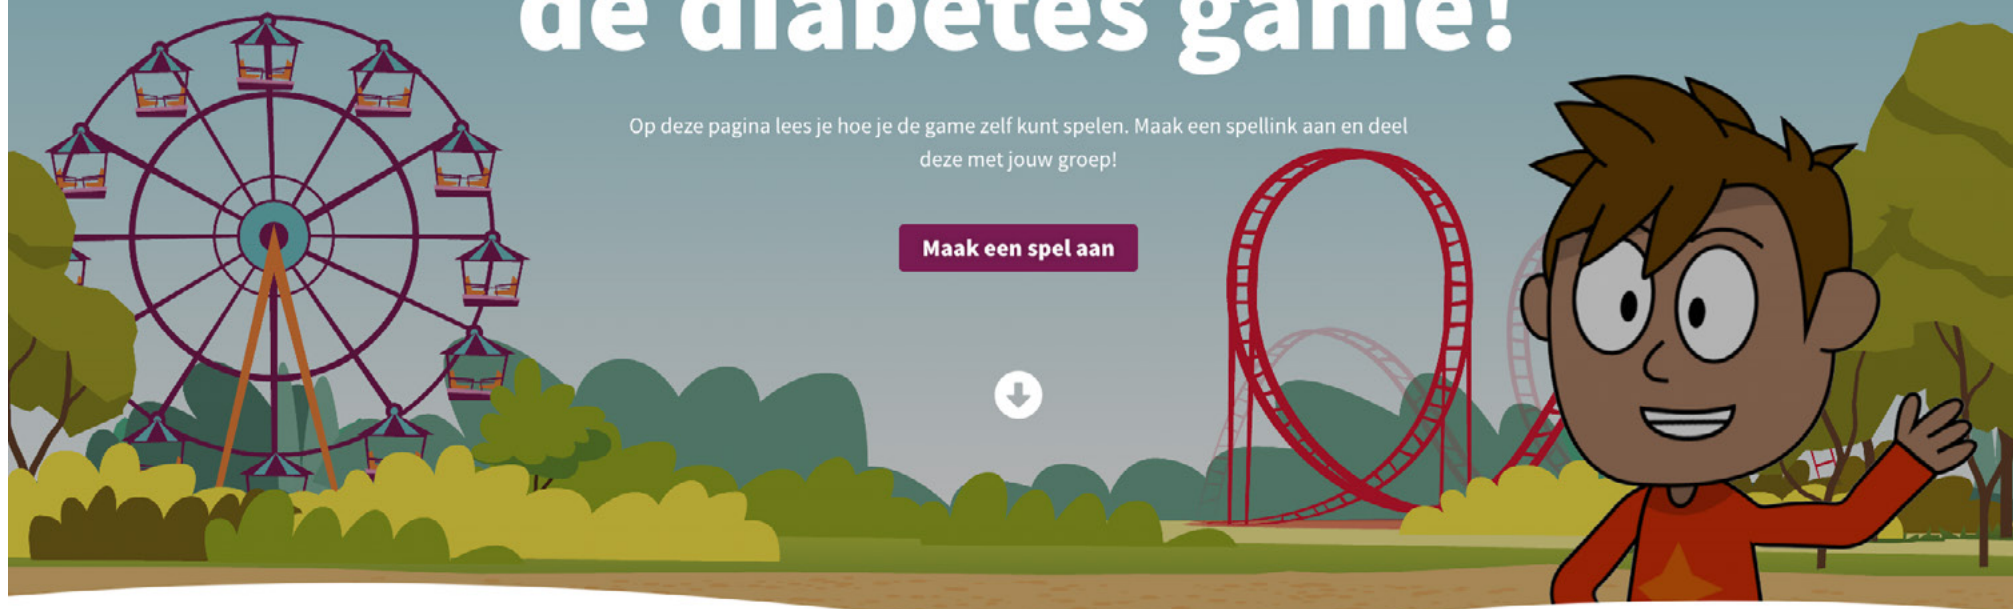 de diabetes game!
Op deze pagina lees je hoe je de game zelf kunt spelen. Maak een spellink aan en deel
deze met jouw groep!
Maak een spel aan